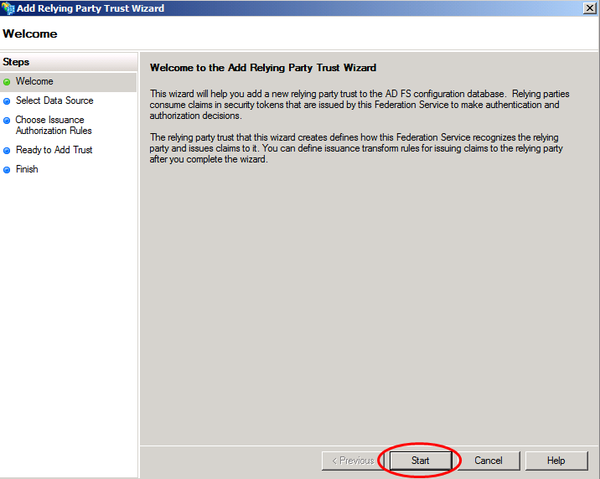 Add Relying Party Trust Wizard
Welcome
Steps
Welcome
Select Data Source
Choose Issuance
Authorization Rules
Ready to Add Trust
Finish
Welcome to the Add Relying Party Trust Wizard
This wizard will help you add a new relying party trust to the AD FS configuration database. Relying parties
consume claims in security tokens that are issued by this Federation Service to make authentication and
authorization decisions.
The relying party trust that this wizard creates defines how this Federation Service recognizes the relying
party and issues claims to it. You can define issuance transform rules for issuing claims to the relying party
after you complete the wizard.
< Previous
Start
Cancel
Help